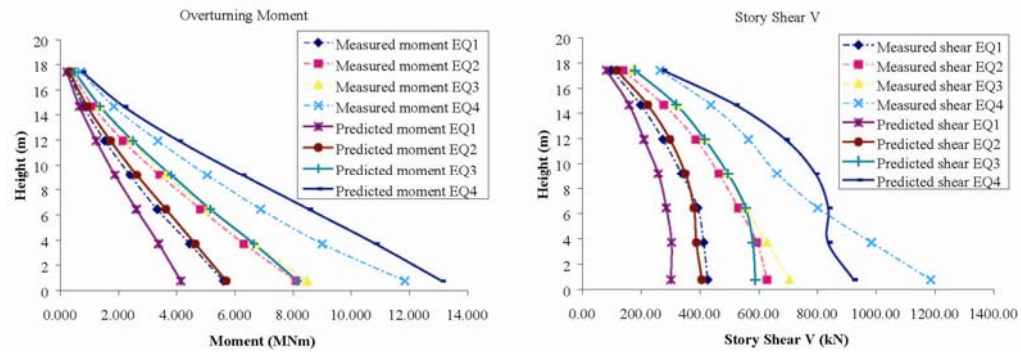 Overturning Moment
20
18
16
14
12
10
8
6
4
2
0
Height (m)
0.000 2.000 4.000 6.000 8.000 10.000 12.000 14.000
Moment (MNm)
Measured moment EQ1
Measured moment EQ2
Measured moment EQ3
Measured moment EQ4
Predicted moment EQ1
Predicted moment EQ2
Predicted moment EQ3
Predicted moment EQ4
Story Shear V
20
18
16
14
12
10
8
6
4
2
0
Height (m)
0.00 200.00 400.00 600.00 800.00 1000.00 1200.00 1400.00
Story Shear V (kN)
Measured shear EQ1
Measured shear EQ2
Measured shear EQ3
Measured shear EQ4
Predicted shear EQ1
Predicted shear EQ2
Predicted shear EQ3
Predicted shear EQ4